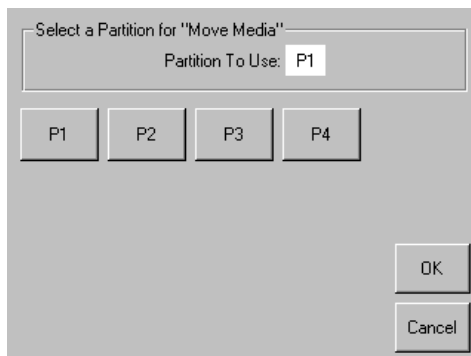 Select a Partition for "Move Media"
Partition To Use: P1
P1 P2 P3 P4
OK
Cancel